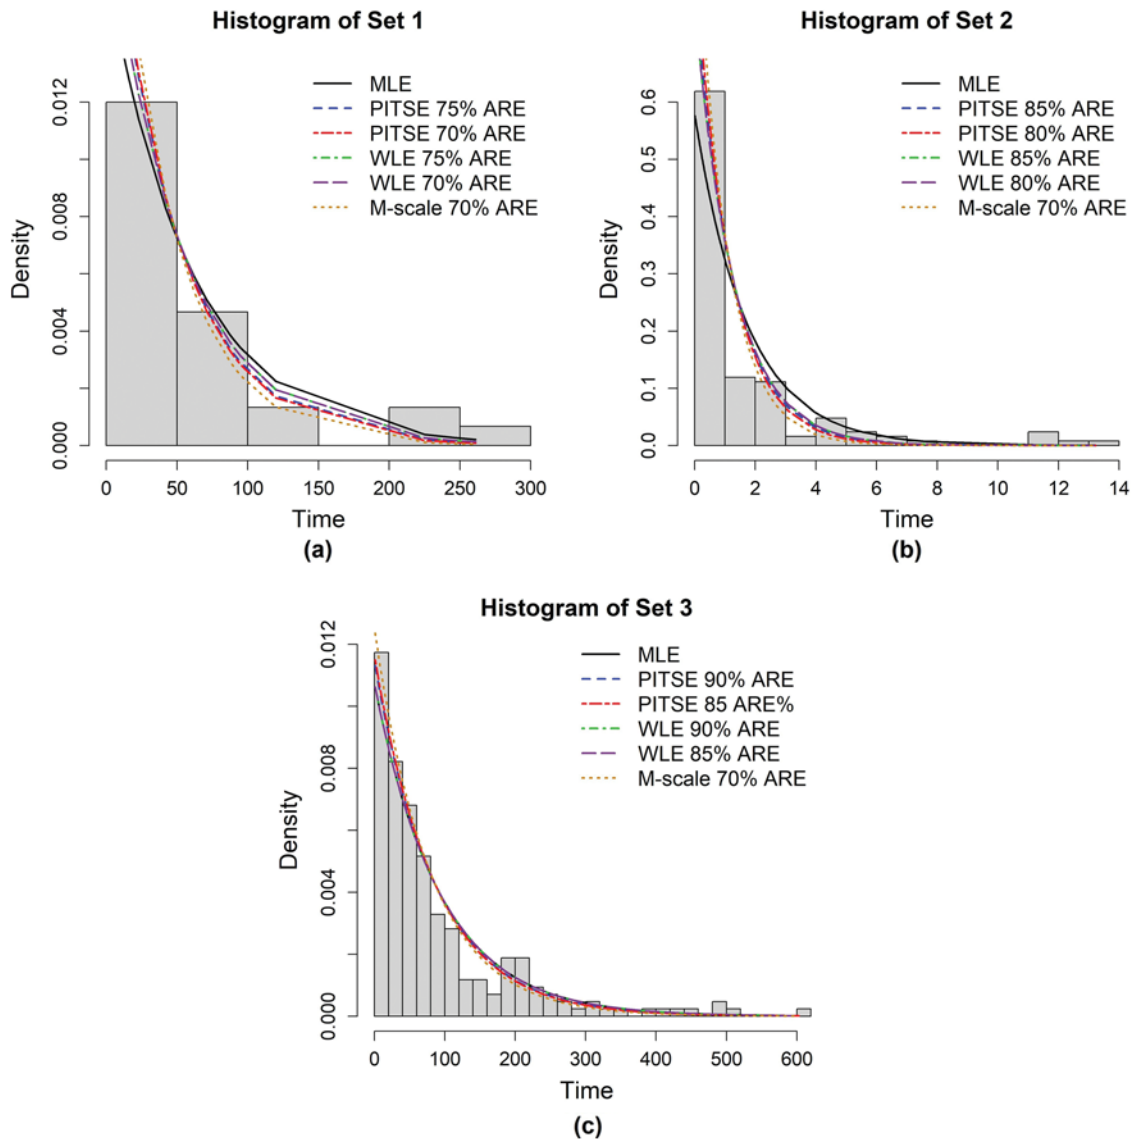 Histogram of Set 1
MLE
PITSE 75% ARE
PITSE 70% ARE
WLE 75% ARE
WLE 70% ARE
M-scale 70% ARE
Density
0.012
0.008
0.004
0.000
0 50 100 150 200 250 300
Time
(a)
Histogram of Set 2
MLE
PITSE 85% ARE
PITSE 80% ARE
WLE 85% ARE
WLE 80% ARE
M-scale 70% ARE
Density
0.6
0.5
0.4
0.3
0.2
0.1
0.0
0 2 4 6 8 10 12 14
Time
(b)
Histogram of Set 3
MLE
PITSE 90% ARE
PITSE 85 ARE%
WLE 90% ARE
WLE 85% ARE
M-scale 70% ARE
Density
0.012
0.008
0.004
0.000
0 100 200 300 400 500 600
Time
(c)